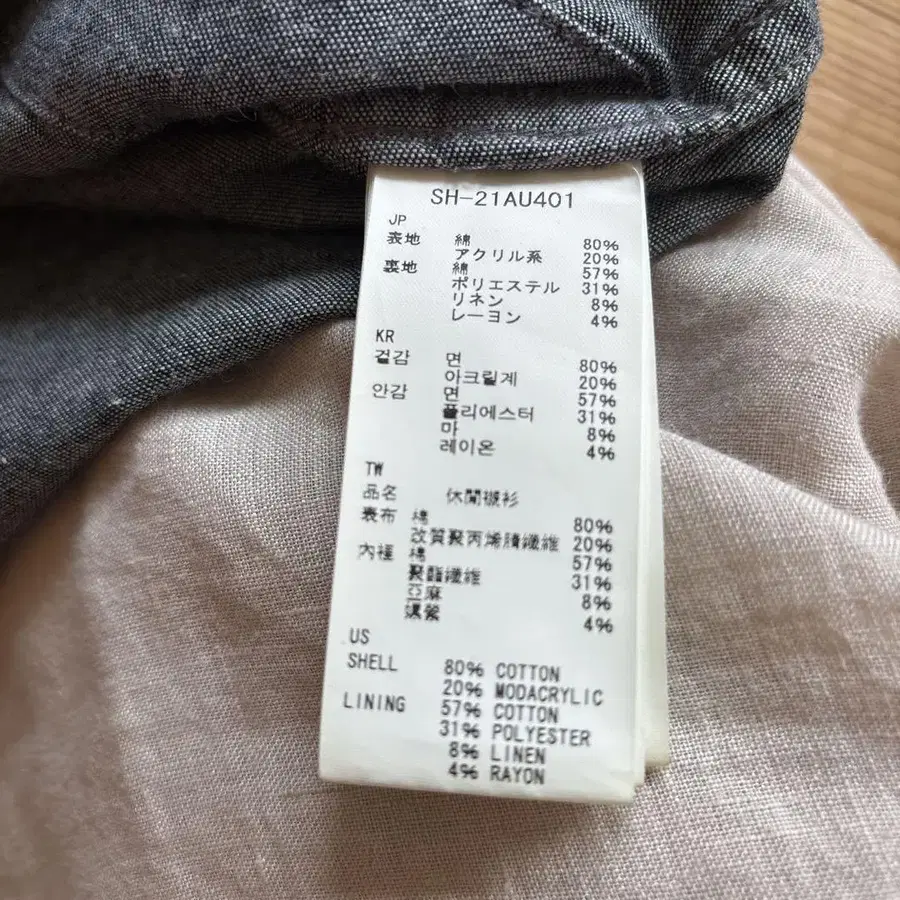 SH-21AU401
JP
表地 綿 80%
アクリル系 20%
裏地 綿 57%
ポリエステル 31%
リネン 8%
レーヨン 4%
KR
겉감 면 80%
아크릴계 20%
안감 면 57%
폴리에스터 31%
마 8%
레이온 4%
TW
品名 休閒襯衫
表布 棉 80%
改質聚丙烯腈纖維 20%
內裡 棉 57%
聚酯纖維 31%
亞麻 8%
嫘縈 4%
US
SHELL 80% COTTON
20% MODACRYLIC
LINING 57% COTTON
31% POLYESTER
8% LINEN
4% RAYON